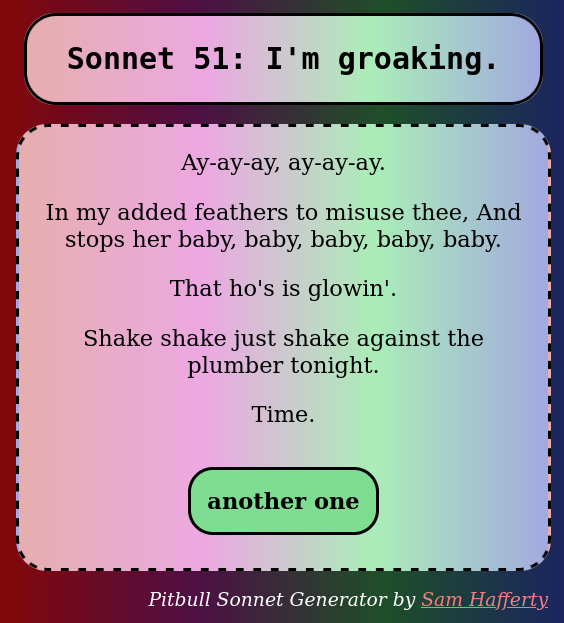 Sonnet 51: I'm groaking.
Ay-ay-ay, ay-ay-ay.
In my added feathers to misuse thee, And
stops her baby, baby, baby, baby, baby.
That ho's is glowin'.
Shake shake just shake against the
plumber tonight.
Time.
another one
Pitbull Sonnet Generator by Sam Hafferty